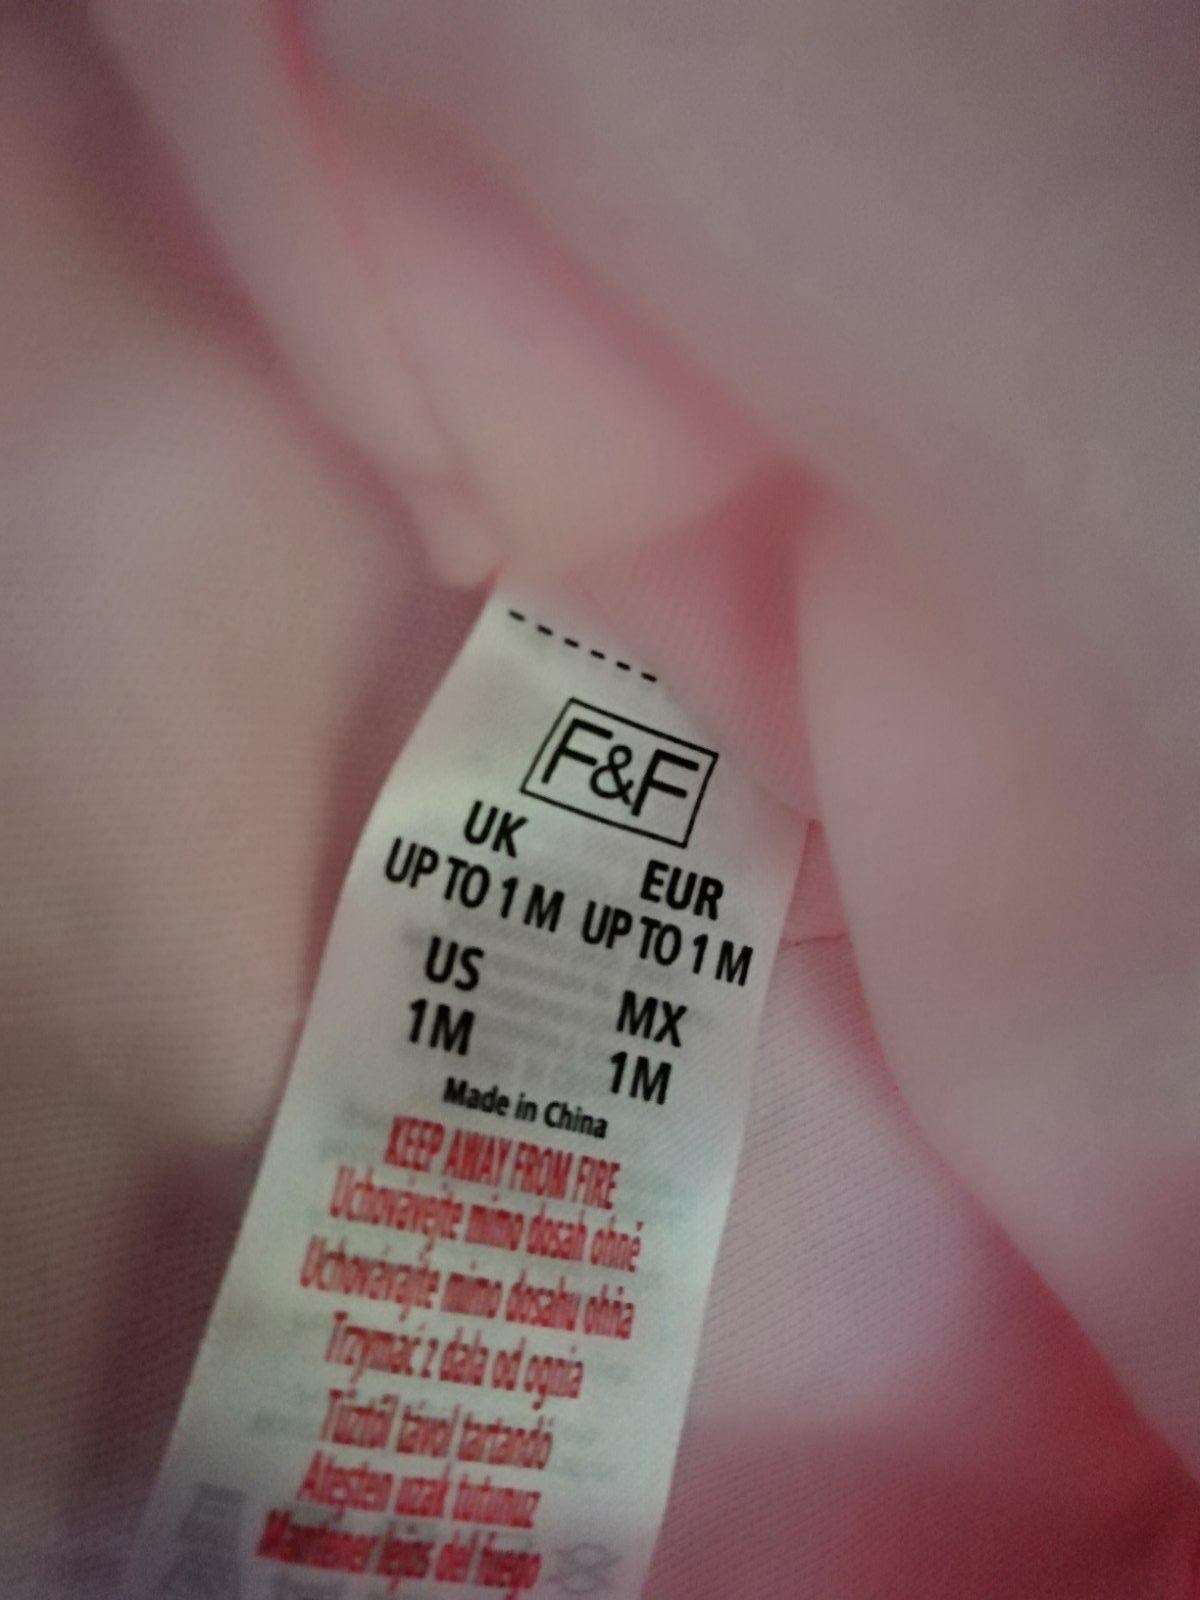 F&F
UK EUR
UP TO 1 M UP TO 1 M
US MX
1M 1M
Made in China
KEEP AWAY FROM FIRE
Uchovávejte mimo dosah ohně
Uchovávajte mimo dosahu ohňa
Trzymać z dala od ognia
Tűztől távol tartandó
Ateşten uzak tutunuz
Mantener lejos del fuego